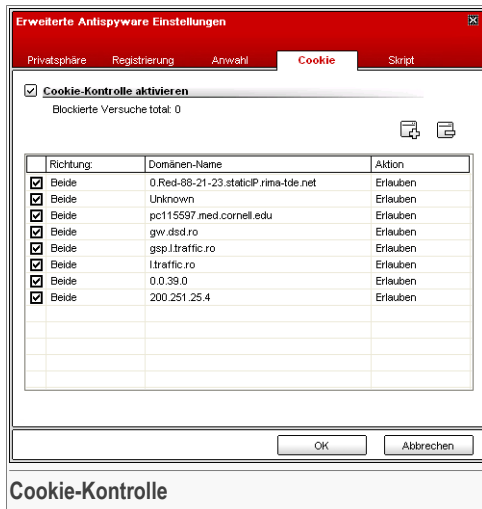 Erweiterte Antispyware Einstellungen
Privatsphäre Registrierung Anwahl Cookie Skript
Cookie-Kontrolle aktivieren
Blockierte Versuche total: 0
Richtung: Domänen-Name Aktion
Beide 0.Red-88-21-23.staticIP.rima-tde.net Erlauben
Beide Unknown Erlauben
Beide pc115597.med.cornell.edu Erlauben
Beide gw.dsd.ro Erlauben
Beide gsp.l.traffic.ro Erlauben
Beide l.traffic.ro Erlauben
Beide 0.0.39.0 Erlauben
Beide 200.251.25.4 Erlauben
OK Abbrechen
Cookie-Kontrolle